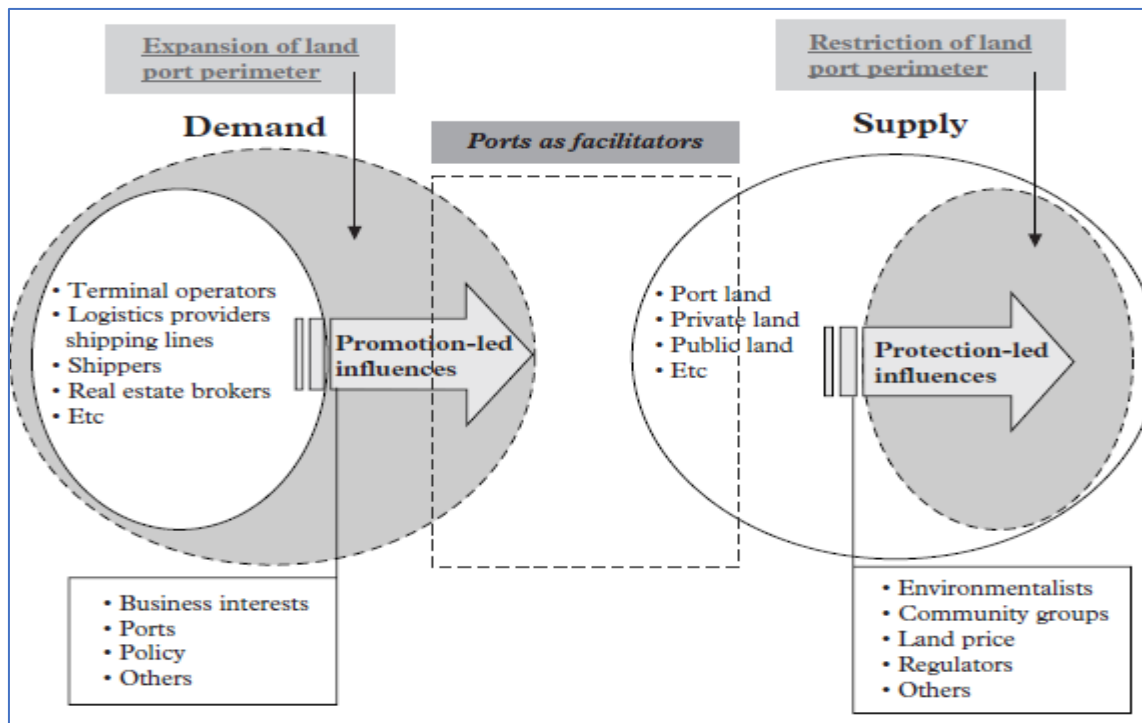 Expansion of land
port perimeter
Restriction of land
port perimeter
Demand
Ports as facilitators
Supply
• Terminal operators
• Logistics providers
shipping lines
• Shippers
• Real estate brokers
• Etc
Promotion-led
influences
• Port land
• Private land
• Public land
• Etc
Protection-led
influences
• Business interests
• Ports
• Policy
• Others
• Environmentalists
• Community groups
• Land price
• Regulators
• Others